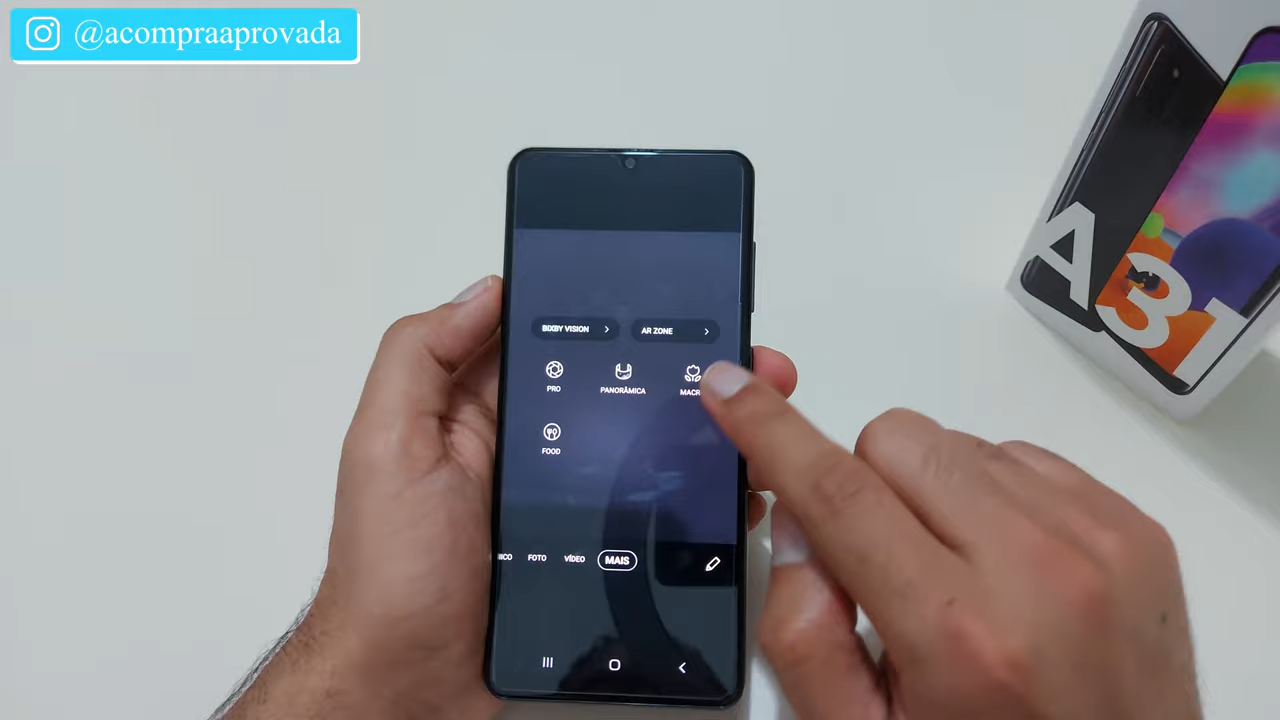 @acompraaprovada
A31
BIXBY VISION
AR ZONE
PRO
PANORÂMICA
FOOD
FOTO
VÍDEO
MAIS